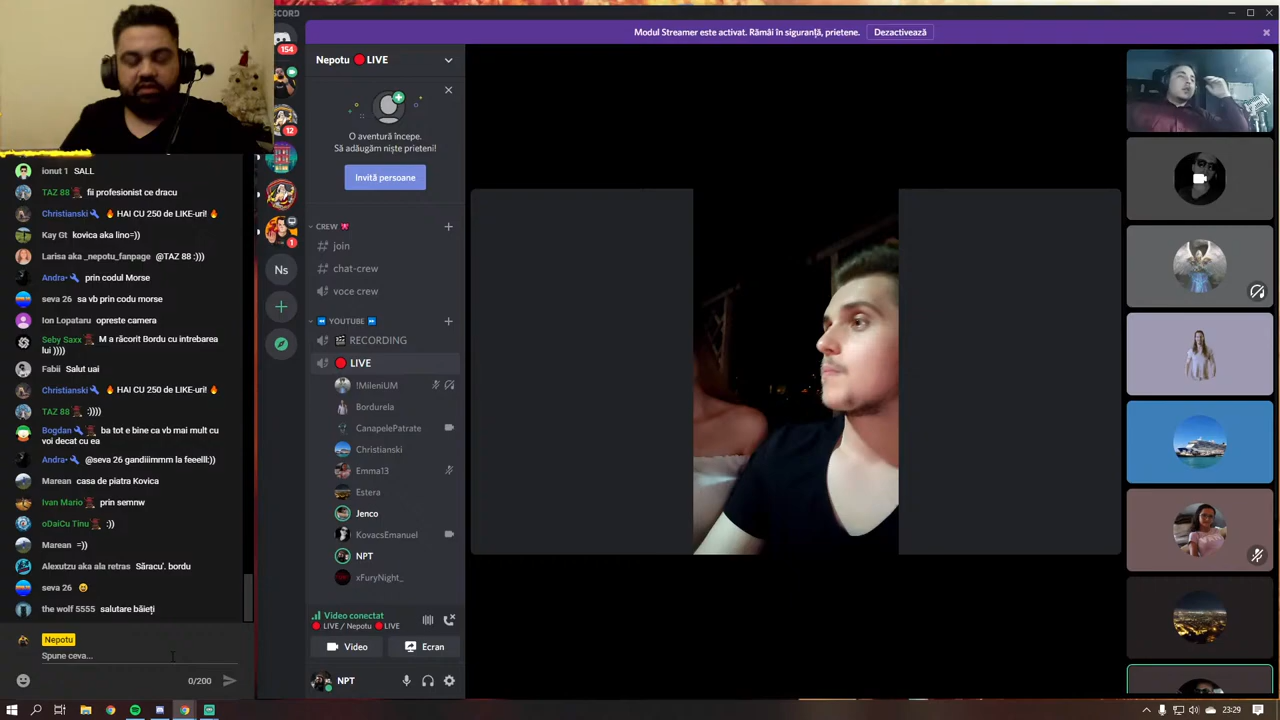 SCORD
Modul Streamer este activat. Rămâi în siguranță, prietene.
Dezactivează
154
12
1
Ns
ionut 1 SALL
TAZ 88 fii profesionist ce dracu
Christianski 🔥 HAI CU 250 de LIKE-uri! 🔥
Kay Gt kovica aka lino=))
Larisa aka _nepotu_fanpage @TAZ 88 :)))
Andra• prin codul Morse
seva 26 sa vb prin codu morse
Ion Lopataru opreste camera
Seby Saxx M a răcorit Bordu cu intrebarea
lui ))))
Fabii Salut uai
Christianski 🔥 HAI CU 250 de LIKE-uri! 🔥
TAZ 88 :))))
Bogdan ba tot e bine ca vb mai mult cu
voi decat cu ea
Andra• @seva 26 gandiiimmm la feeelll:))
Marean casa de piatra Kovica
Ivan Mario prin semnw
oDaiCu Tinu :))
Marean =))
Alexutzu aka ala retras Săracu'. bordu
seva 26 😆
the wolf 5555 salutare băieți
Nepotu
Spune ceva...
0/200
Nepotu 🔴 LIVE
O aventură începe.
Să adăugăm niște prieteni!
Invită persoane
CREW
join
chat-crew
voce crew
YOUTUBE
RECORDING
🔴 LIVE
!MileniUM
Bordurela
CanapelePatrate
Christianski
Emma13
Estera
Jenco
KovacsEmanuel
NPT
xFuryNight_
Video conectat
🔴 LIVE / Nepotu 🔴 LIVE
Video
Ecran
NPT
23:29